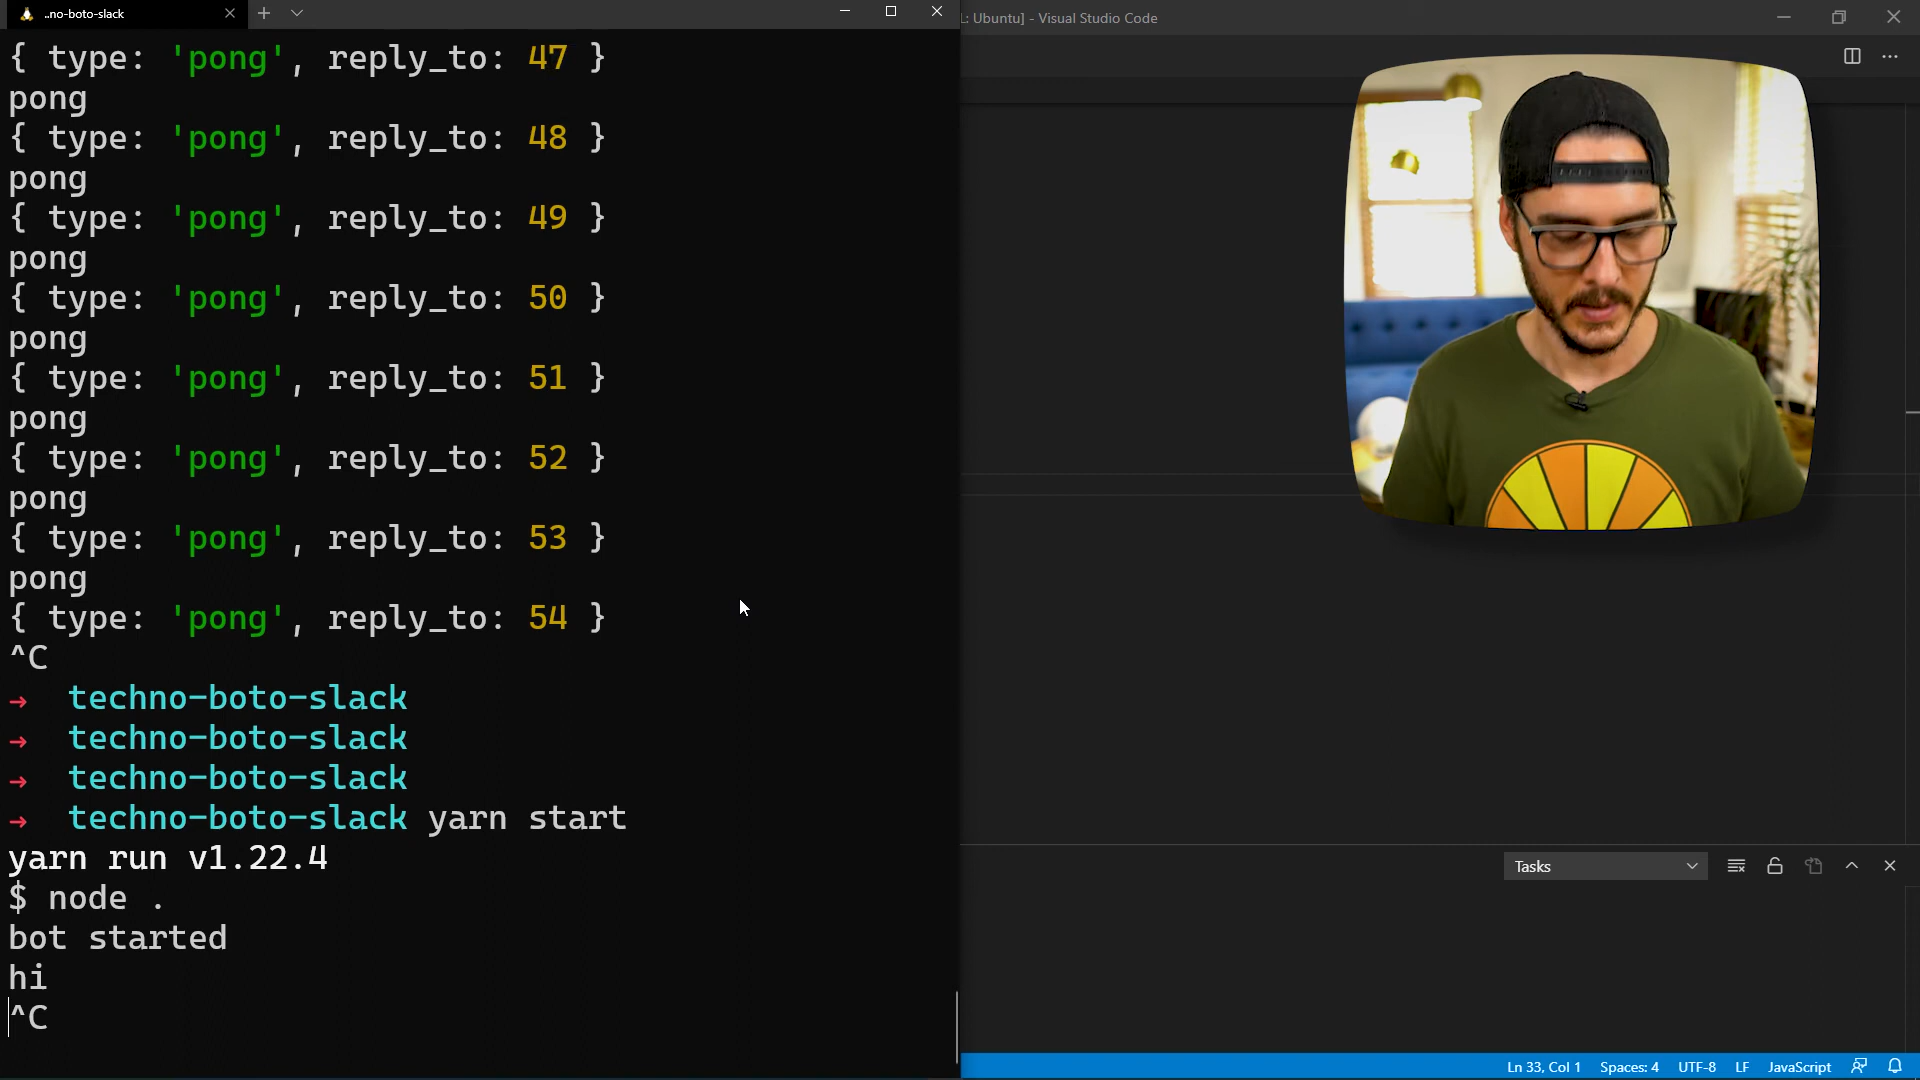 ..no-boto-slack
{ type: 'pong', reply_to: 47 }
pong
{ type: 'pong', reply_to: 48 }
pong
{ type: 'pong', reply_to: 49 }
pong
{ type: 'pong', reply_to: 50 }
pong
{ type: 'pong', reply_to: 51 }
pong
{ type: 'pong', reply_to: 52 }
pong
{ type: 'pong', reply_to: 53 }
pong
{ type: 'pong', reply_to: 54 }
^C
→ techno-boto-slack
→ techno-boto-slack
→ techno-boto-slack
→ techno-boto-slack yarn start
yarn run v1.22.4
$ node .
bot started
hi
^C
L: Ubuntu] - Visual Studio Code
Tasks
Ln 33, Col 1 Spaces: 4 UTF-8 LF JavaScript